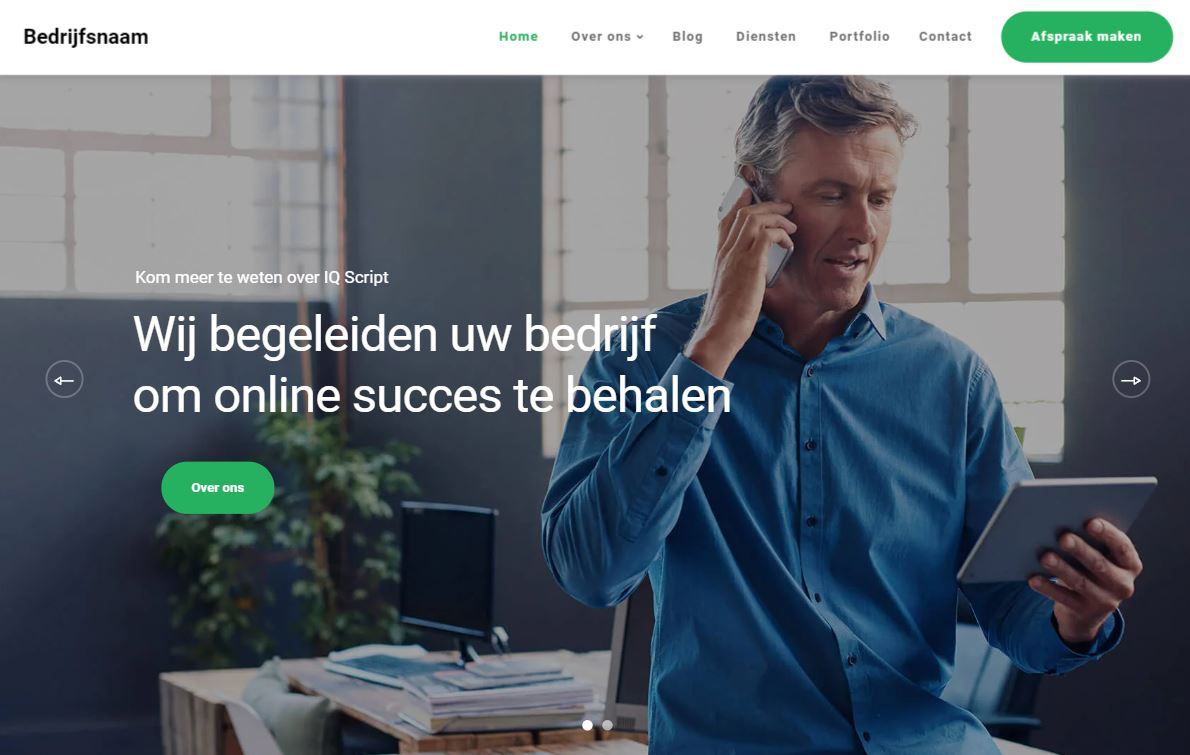 Bedrijfsnaam
Home Over ons Blog Diensten Portfolio Contact Afspraak maken
Kom meer te weten over IQ Script
Wij begeleiden uw bedrijf
om online succes te behalen
Over ons